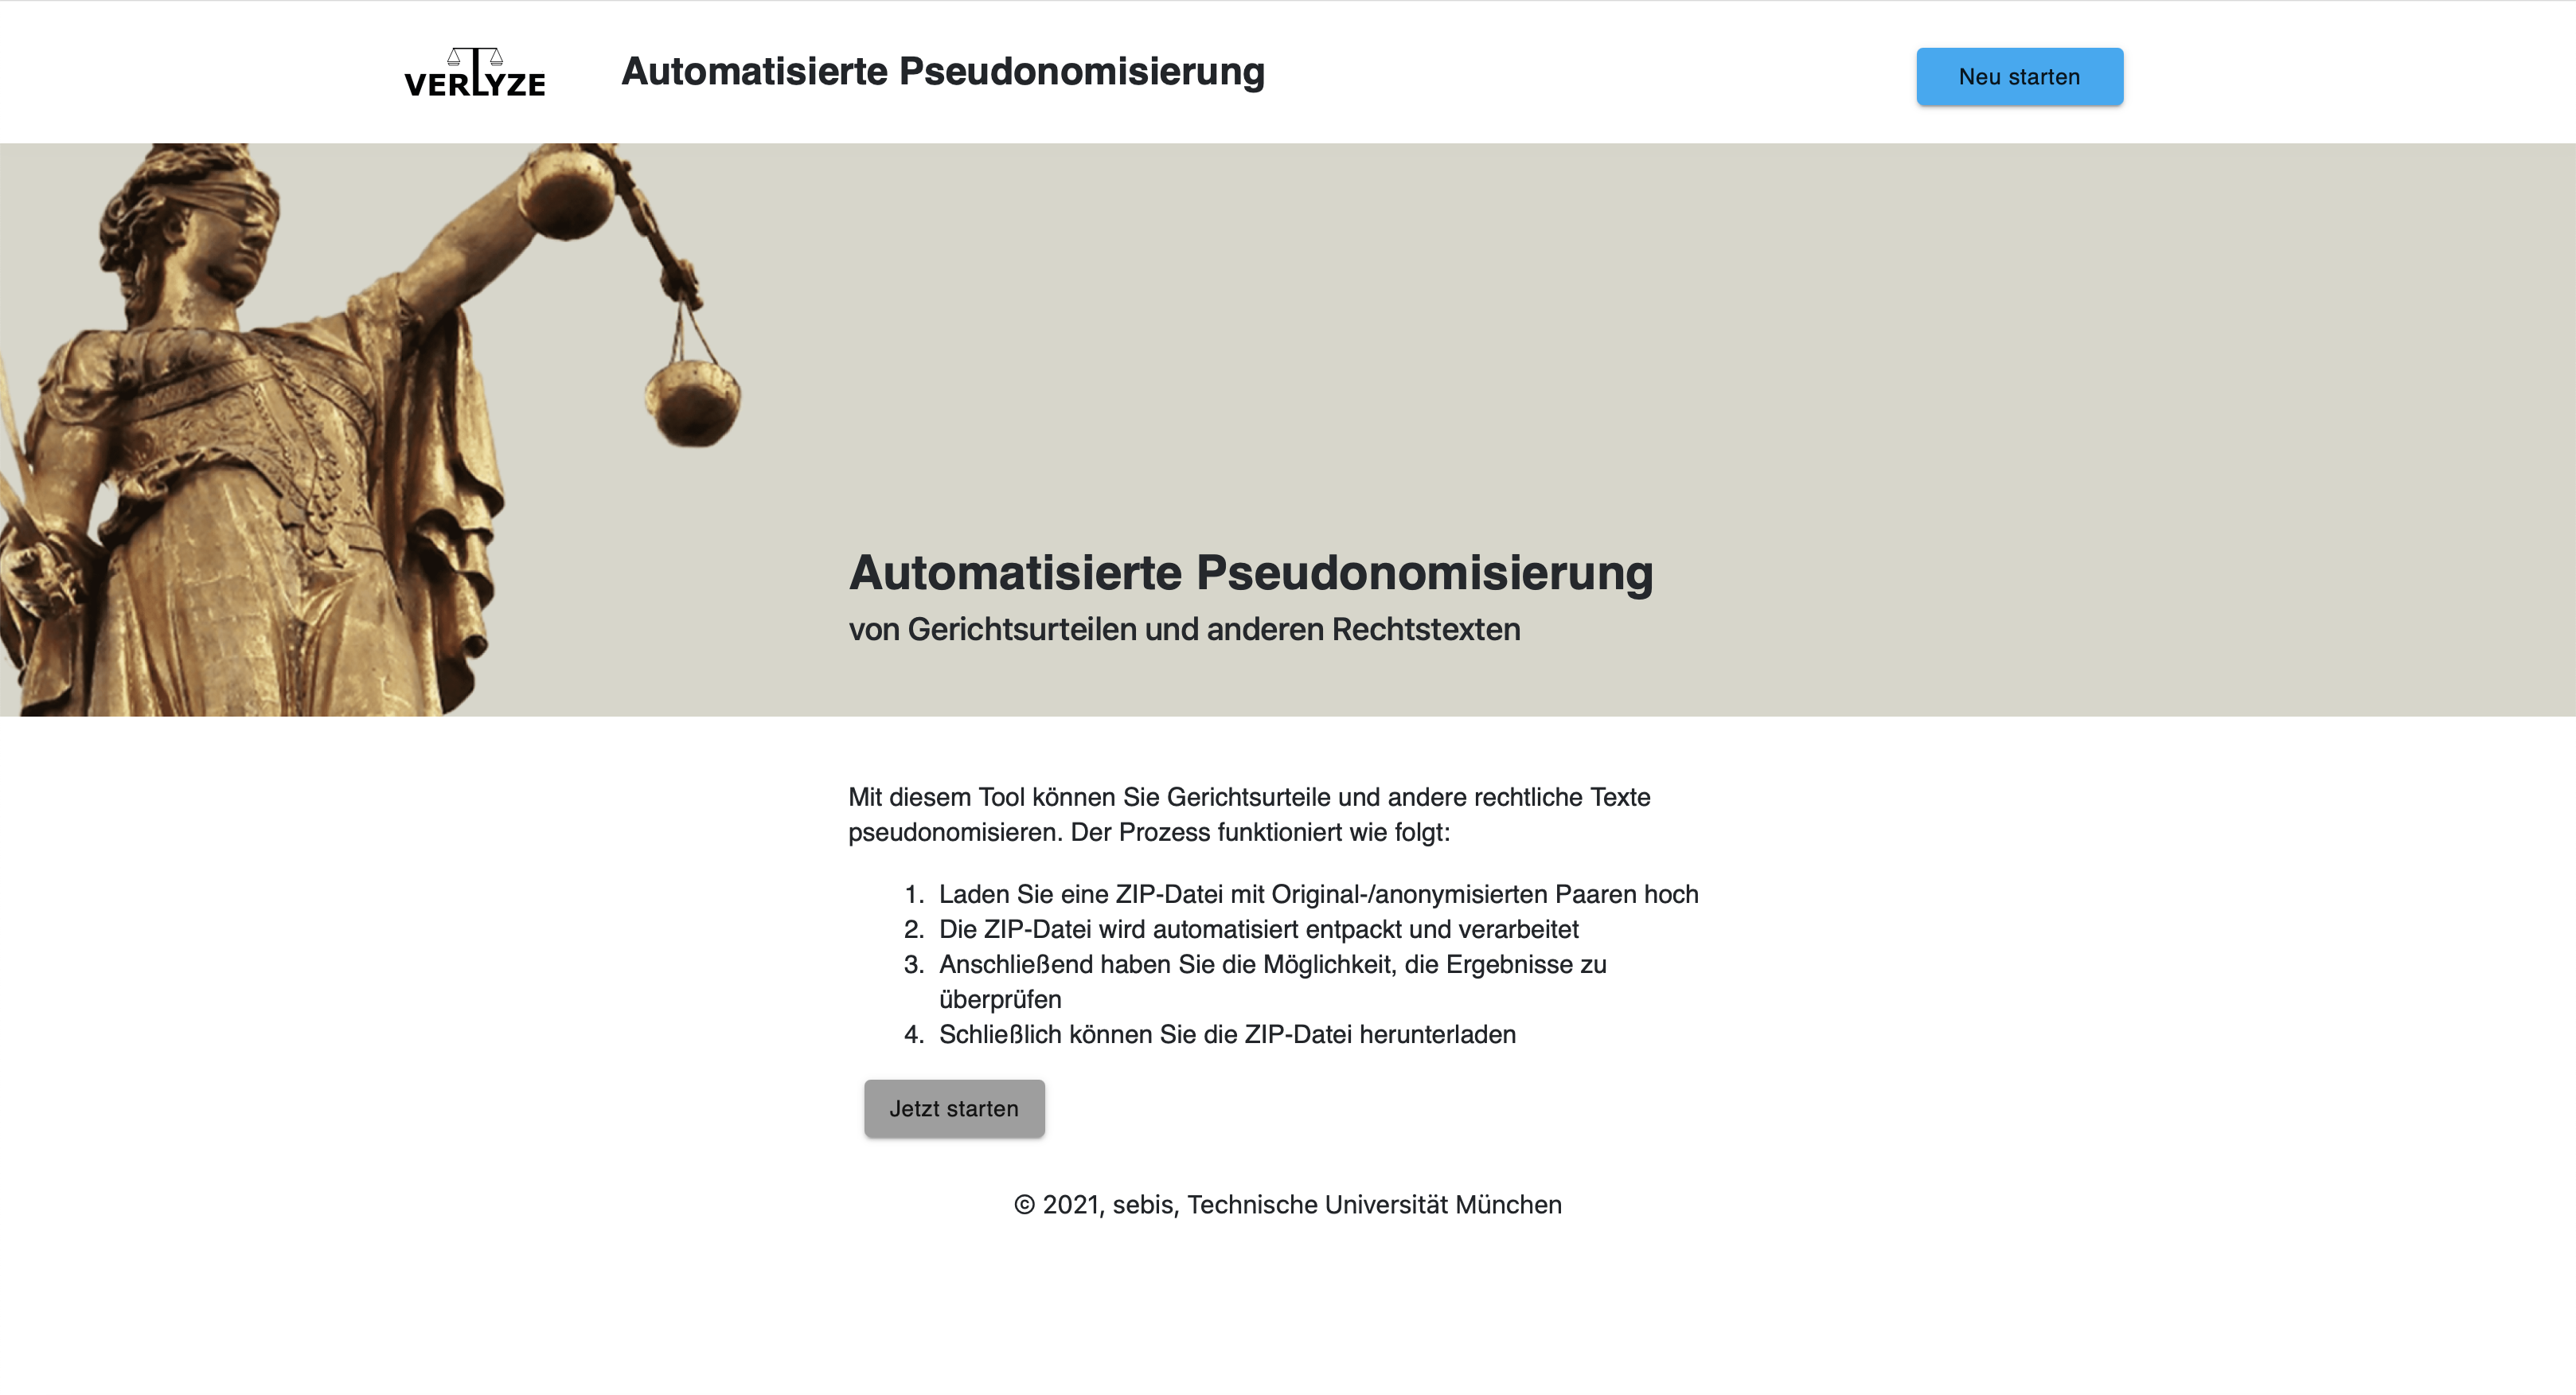 VERLYZE
Automatisierte Pseudonomisierung
Neu starten
Automatisierte Pseudonomisierung
von Gerichtsurteilen und anderen Rechtstexten
Mit diesem Tool können Sie Gerichtsurteile und andere rechtliche Texte
pseudonomisieren. Der Prozess funktioniert wie folgt:
1. Laden Sie eine ZIP-Datei mit Original-/anonymisierten Paaren hoch
2. Die ZIP-Datei wird automatisiert entpackt und verarbeitet
3. Anschließend haben Sie die Möglichkeit, die Ergebnisse zu
überprüfen
4. Schließlich können Sie die ZIP-Datei herunterladen
Jetzt starten
© 2021, sebis, Technische Universität München